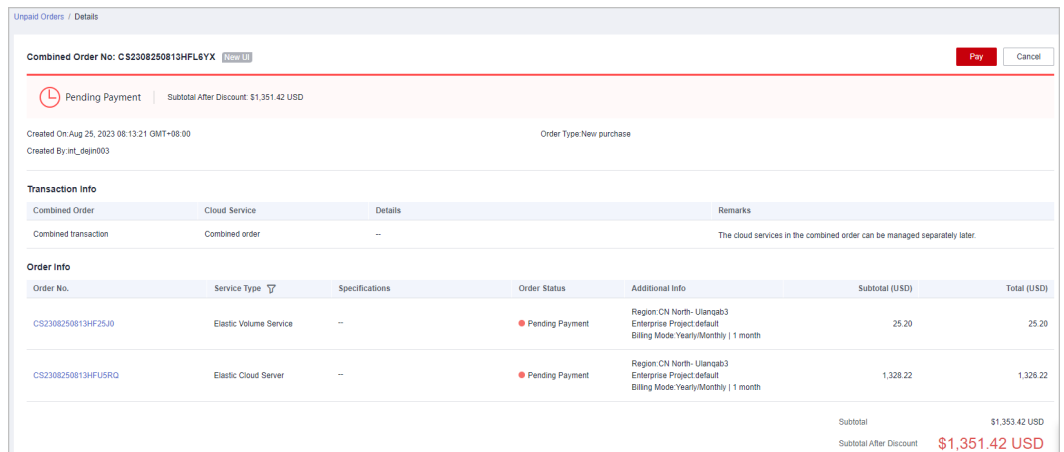 Unpaid Orders / Details
Combined Order No: CS2308250813HFL6YX New UI Pay Cancel
Pending Payment Subtotal After Discount: $1,351.42 USD
Created On:Aug 25, 2023 08:13:21 GMT+08:00 Order Type:New purchase
Created By:int_dejin003
Transaction Info
Combined Order Cloud Service Details Remarks
Combined transaction Combined order -- The cloud services in the combined order can be managed separately later.
Order Info
Order No. Service Type Specifications Order Status Additional Info Subtotal (USD) Total (USD)
Region:CN North- Ulanqab3
CS2308250813HF25J0 Elastic Volume Service -- Pending Payment Enterprise Project:default 25.20 25.20
Billing Mode:Yearly/Monthly | 1 month
Region:CN North- Ulanqab3
CS2308250813HFU5RQ Elastic Cloud Server -- Pending Payment Enterprise Project:default 1,328.22 1,326.22
Billing Mode:Yearly/Monthly | 1 month
Subtotal $1,353.42 USD
Subtotal After Discount $1,351.42 USD